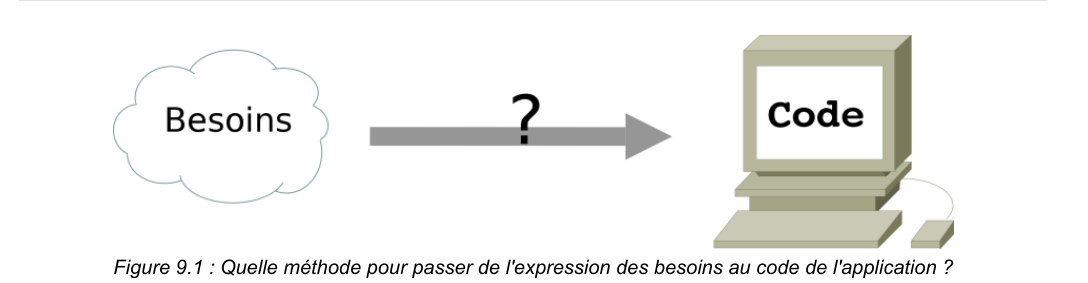 Besoins
?
Code
Figure 9.1 : Quelle méthode pour passer de l'expression des besoins au code de l'application ?